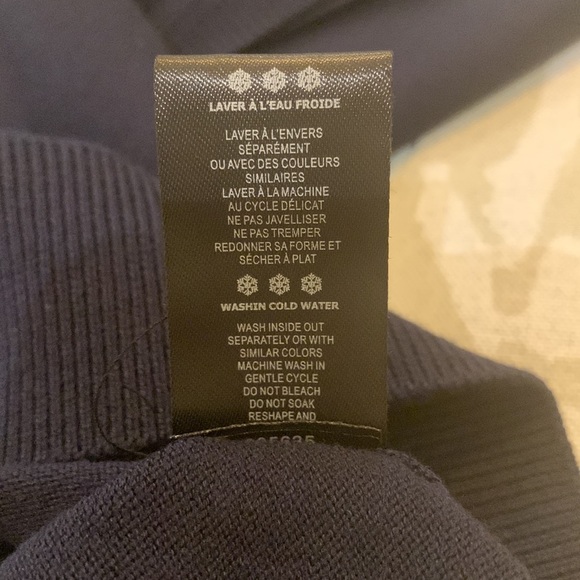 LAVER À L'EAU FROIDE
LAVER À L'ENVERS
SÉPARÉMENT
OU AVEC DES COULEURS
SIMILAIRES
LAVER À LA MACHINE
AU CYCLE DÉLICAT
NE PAS JAVELLISER
NE PAS TREMPER
REDONNER SA FORME ET
SÉCHER À PLAT
WASHIN COLD WATER
WASH INSIDE OUT
SEPARATELY OR WITH
SIMILAR COLORS
MACHINE WASH IN
GENTLE CYCLE
DO NOT BLEACH
DO NOT SOAK
RESHAPE AND